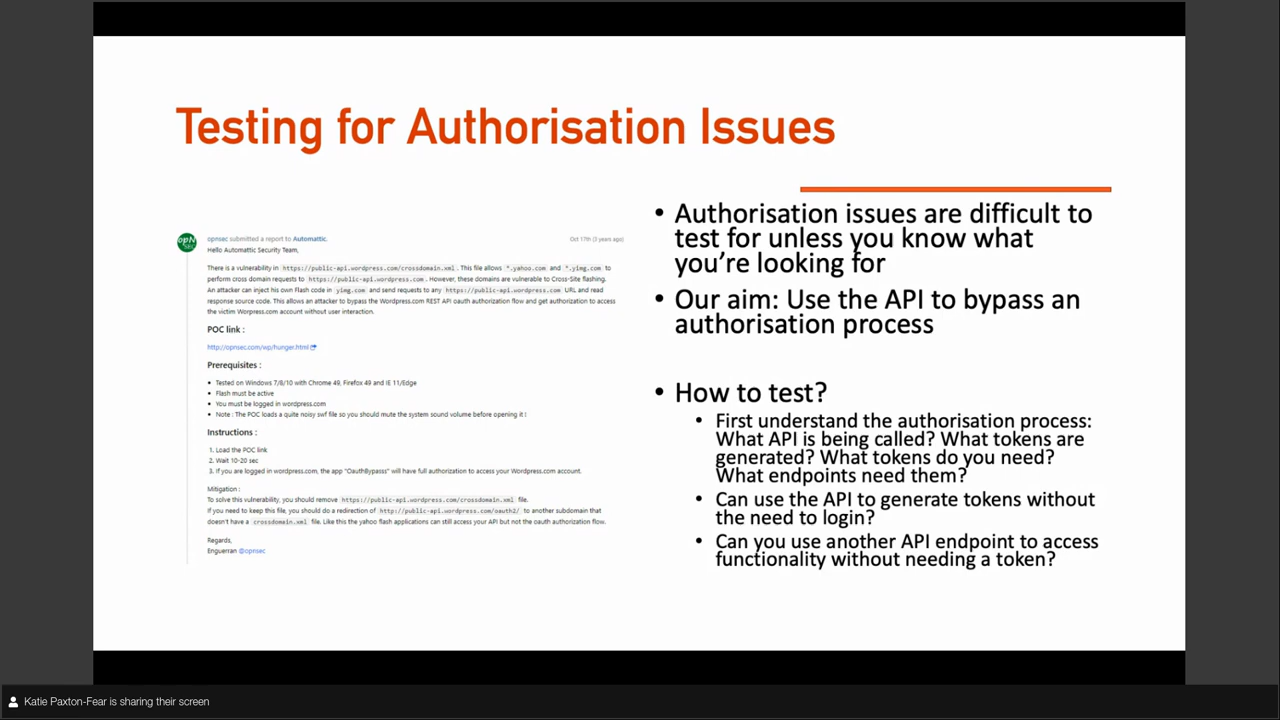 Testing for Authorisation Issues
opnsec submitted a report to Automattic.
Oct 17th (3 years ago)
Hello Automattic Security Team,
There is a vulnerability in https://public-api.wordpress.com/crossdomain.xml . This file allows *.yahoo.com and *.yimg.com to
perform cross domain requests to https://public-api.wordpress.com . However, these domains are vulnerable to Cross-Site flashing.
An attacker can inject his own Flash code in yimg.com and send requests to any https://public-api.wordpress.com URL and read
response source code. This allows an attacker to bypass the Wordpress.com REST API oauth authorization flow and get authorization to access
the victim Worpress.com account without user interaction.
POC link :
http://opnsec.com/wp/hunger.html
Prerequisites :
• Tested on Windows 7/8/10 with Chrome 49, Firefox 49 and IE 11/Edge
• Flash must be active
• You must be logged in wordpress.com
• Note : The POC loads a quite noisy swf file so you should mute the system sound volume before opening it !
Instructions :
1. Load the POC link
2. Wait 10-20 sec
3. If you are logged in wordpress.com, the app "OauthBypass" will have full authorization to access your Wordpress.com account.
Mitigation :
To solve this vulnerability, you should remove https://public-api.wordpress.com/crossdomain.xml file.
If you need to keep this file, you should do a redirection of http://public-api.wordpress.com/oauth2/ to another subdomain that
doesn't have a crossdomain.xml file. Like this the yahoo flash applications can still access your API but not the oauth authorization flow.
Regards,
Enguerran @opnsec
• Authorisation issues are difficult to
test for unless you know what
you're looking for
• Our aim: Use the API to bypass an
authorisation process
• How to test?
• First understand the authorisation process:
What API is being called? What tokens are
generated? What tokens do you need?
What endpoints need them?
• Can use the API to generate tokens without
the need to login?
• Can you use another API endpoint to access
functionality without needing a token?
Katie Paxton-Fear is sharing their screen